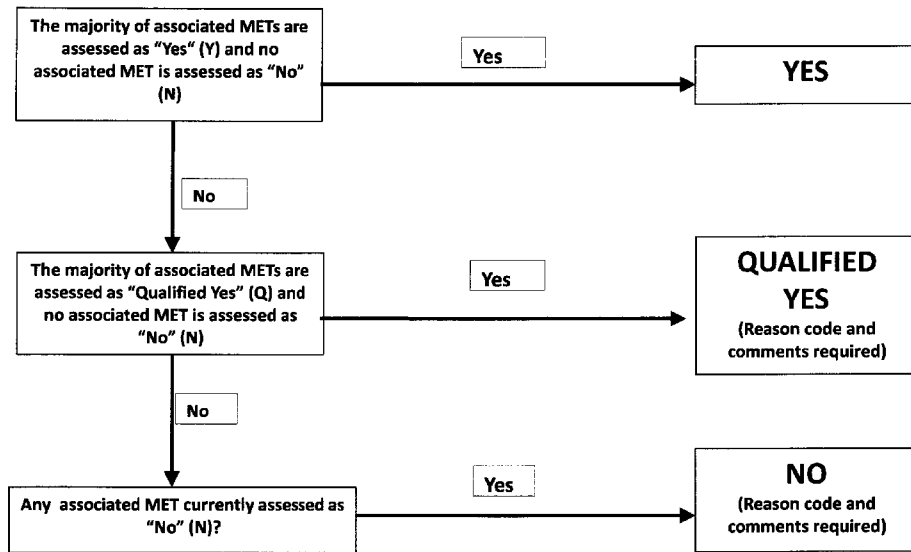 The majority of associated METs are
assessed as "Yes" (Y) and no
associated MET is assessed as "No"
(N)
Yes
YES
No
The majority of associated METs are
assessed as "Qualified Yes" (Q) and
no associated MET is assessed as
"No" (N)
Yes
QUALIFIED
YES
(Reason code and
comments required)
No
Any associated MET currently assessed as
"No" (N)?
Yes
NO
(Reason code and
comments required)